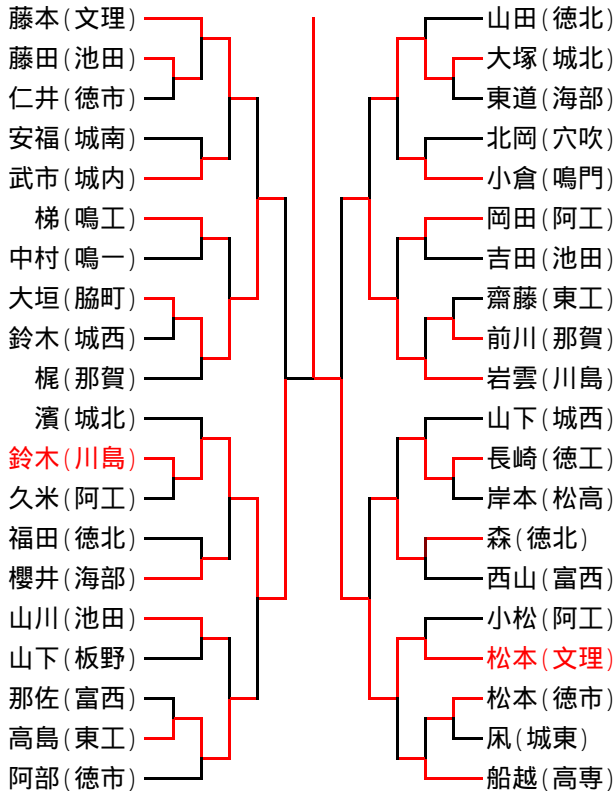 藤本(文理)
藤田(池田)
仁井(徳市)
安福(城南)
武市(城内)
梯(鳴工)
中村(鳴一)
大垣(脇町)
鈴木(城西)
梶(那賀)
濱(城北)
鈴木(川島)
久米(阿工)
福田(徳北)
櫻井(海部)
山川(池田)
山下(板野)
那佐(富西)
高島(東工)
阿部(徳市)
山田(徳北)
大塚(城北)
東道(海部)
北岡(穴吹)
小倉(鳴門)
岡田(阿工)
吉田(池田)
齋藤(東工)
前川(那賀)
岩雲(川島)
山下(城西)
長崎(徳工)
岸本(松高)
森(徳北)
西山(富西)
小松(阿工)
松本(文理)
松本(徳市)
凩(城東)
船越(高専)